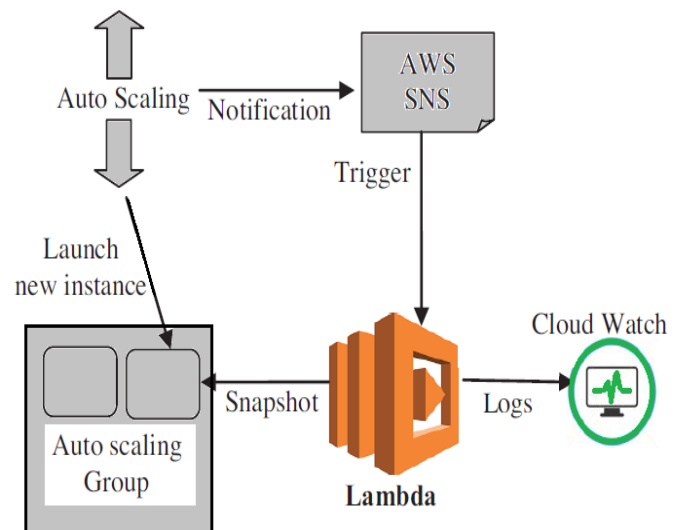 Auto Scaling
Notification
AWS
SNS
Trigger
Launch
new instance
Cloud Watch
Snapshot
Logs
Auto scaling
Group
Lambda